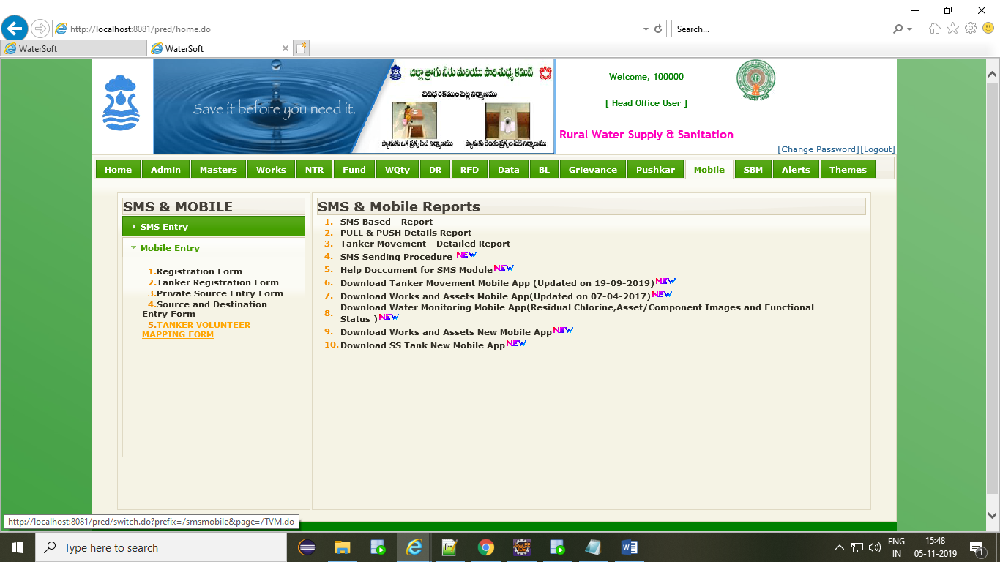 http://localhost:8081/pred/home.do
Search...
WaterSoft
WaterSoft
Save it before you need it.
జిల్లా త్రాగు నీరు మరియు పారిశుధ్య కమిటీ
వివిధ రకముల పిట్ల నిర్మాణము
Welcome, 100000
[ Head Office User ]
Rural Water Supply & Sanitation
[Change Password][Logout]
Home Admin Masters Works NTR Fund WQty DR RFD Data BL Grievance Pushkar Mobile SBM Alerts Themes
SMS & MOBILE
SMS Entry
Mobile Entry
1.Registration Form
2.Tanker Registration Form
3.Private Source Entry Form
4.Source and Destination
Entry Form
5.TANKER VOLUNTEER
MAPPING FORM
SMS & Mobile Reports
1. SMS Based - Report
2. PULL & PUSH Details Report
3. Tanker Movement - Detailed Report
4. SMS Sending Procedure NEW
5. Help Doccument for SMS Module NEW
6. Download Tanker Movement Mobile App (Updated on 19-09-2019) NEW
7. Download Works and Assets Mobile App(Updated on 07-04-2017) NEW
8. Download Water Monitoring Mobile App(Residual Chlorine,Asset/Component Images and Functional
Status ) NEW
9. Download Works and Assets New Mobile App NEW
10. Download SS Tank New Mobile App NEW
http://localhost:8081/pred/switch.do?prefix=/smsmobile&page=/TVM.do
Type here to search
ENG
IN
15:48
05-11-2019
1